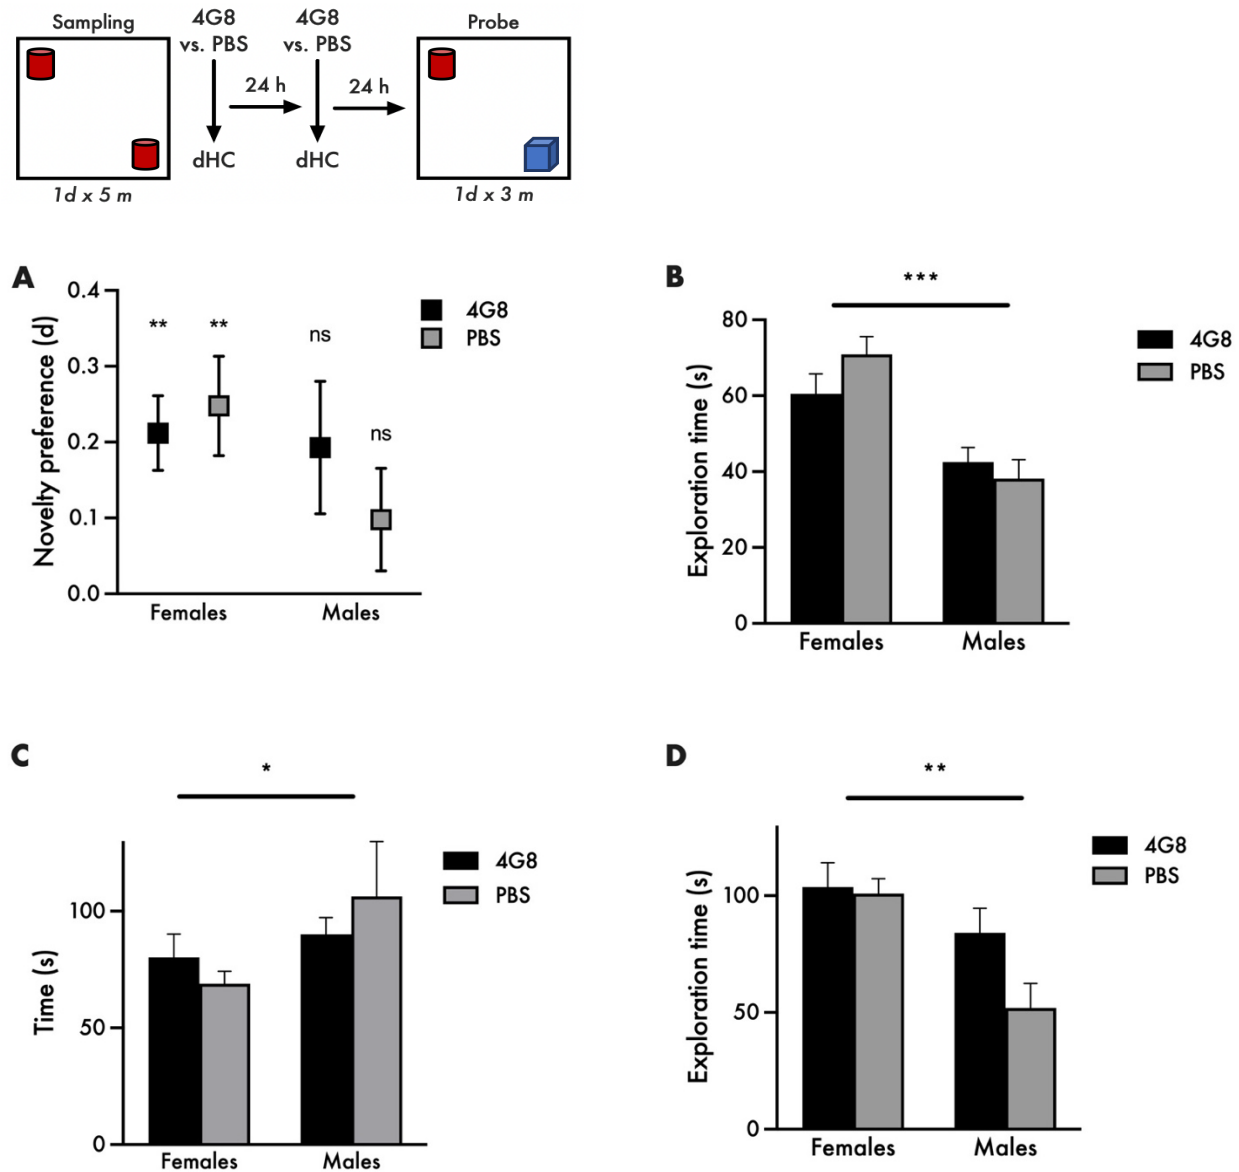 Sampling
4G8
vs. PBS
4G8
vs. PBS
Probe
24 h
24 h
dHC
dHC
1d x 5 m
1d x 3 m
A
0.4
0.3
0.2
0.1
0.0
Novelty preference (d)
**
**
ns
ns
Females
Males
4G8
PBS
B
***
80
60
40
20
0
Exploration time (s)
Females
Males
4G8
PBS
C
*
100
50
0
Time (s)
Females
Males
4G8
PBS
D
**
100
50
0
Exploration time (s)
Females
Males
4G8
PBS